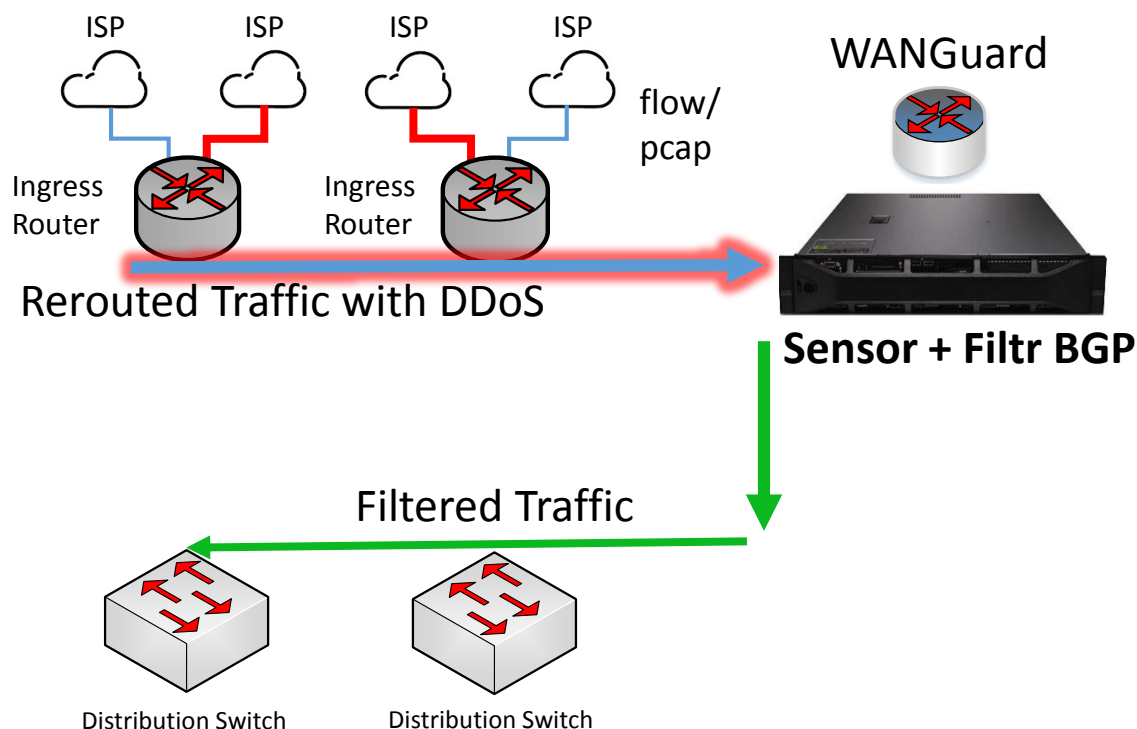 ISP
ISP
ISP
ISP
WANGuard
flow/
pcap
Ingress
Router
Ingress
Router
Rerouted Traffic with DDoS
Sensor + Filtr BGP
Filtered Traffic
Distribution Switch
Distribution Switch